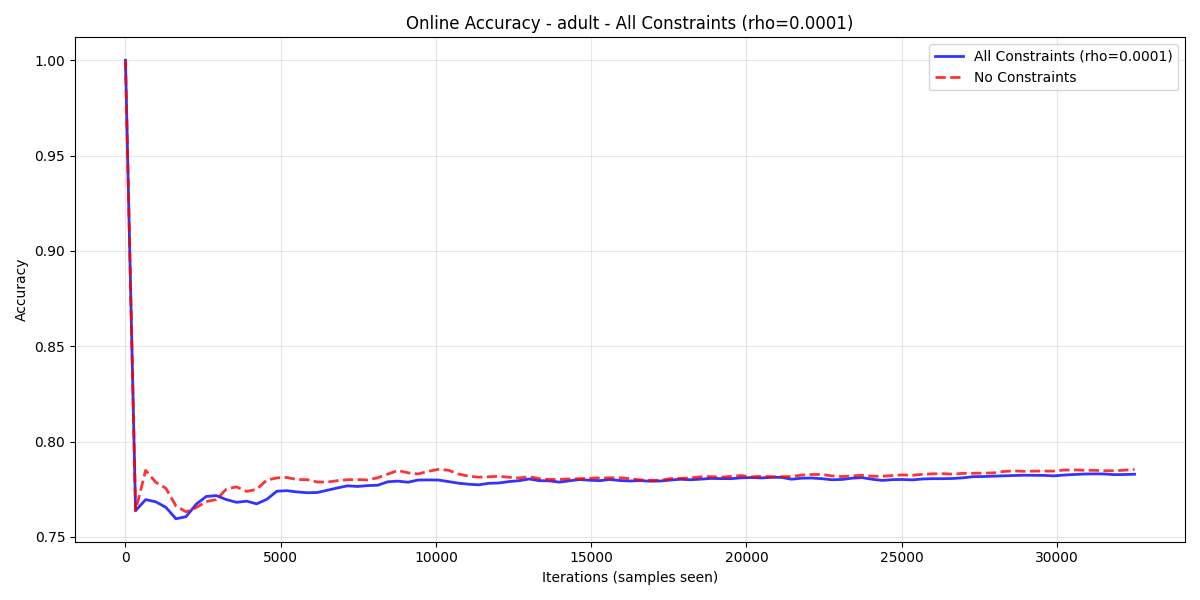 Online Accuracy - adult - All Constraints (rho=0.0001)
All Constraints (rho=0.0001)
No Constraints
Accuracy
1.00
0.95
0.90
0.85
0.80
0.75
0 5000 10000 15000 20000 25000 30000
Iterations (samples seen)